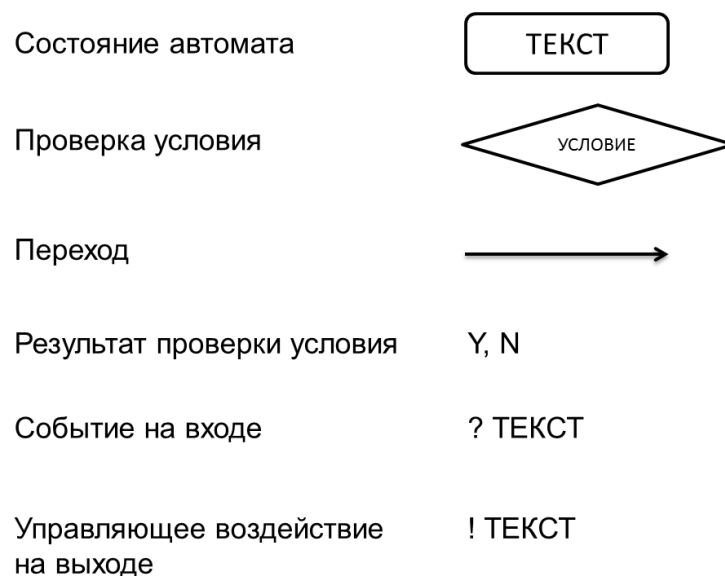 Состояние автомата
ТЕКСТ
Проверка условия
УСЛОВИЕ
Переход
Результат проверки условия
Y, N
Событие на входе
? ТЕКСТ
Управляющее воздействие
на выходе
! ТЕКСТ